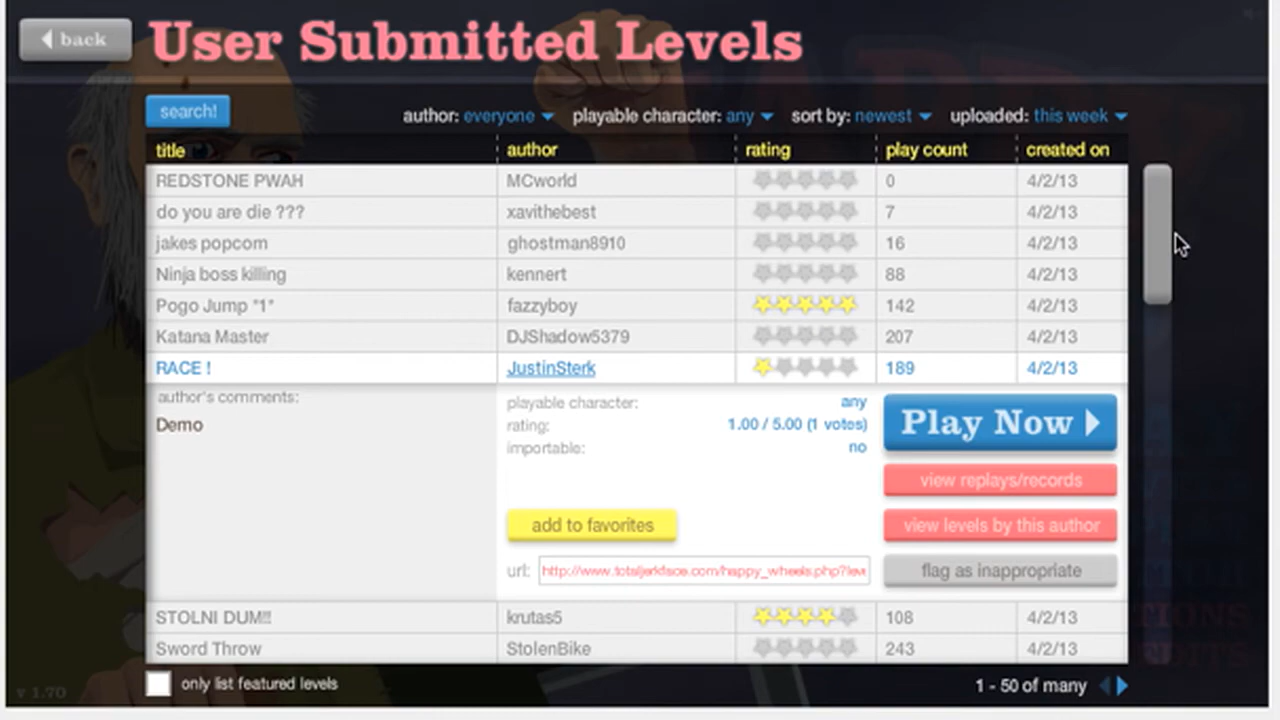 back User Submitted Levels
search! author: everyone playable character: any sort by: newest uploaded: this week
title author rating play count created on
REDSTONE PWAH MCworld 0 4/2/13
do you are die ??? xavithebest 7 4/2/13
jakes popcorn ghostman8910 16 4/2/13
Ninja boss killing kennert 88 4/2/13
Pogo Jump "1" fazzyboy 142 4/2/13
Katana Master DJShadow5379 207 4/2/13
RACE ! JustinSterk 189 4/2/13
author's comments: playable character: any Play Now
Demo rating: 1.00 / 5.00 (1 votes)
importable: no
view replays/records
add to favorites view levels by this author
url: http://www.totaljerkface.com/happy_wheels.php?leve flag as inappropriate
STOLNI DUM!!! krutas5 108 4/2/13
Sword Throw StolenBike 243 4/2/13
only list featured levels 1 - 50 of many
v 1.70